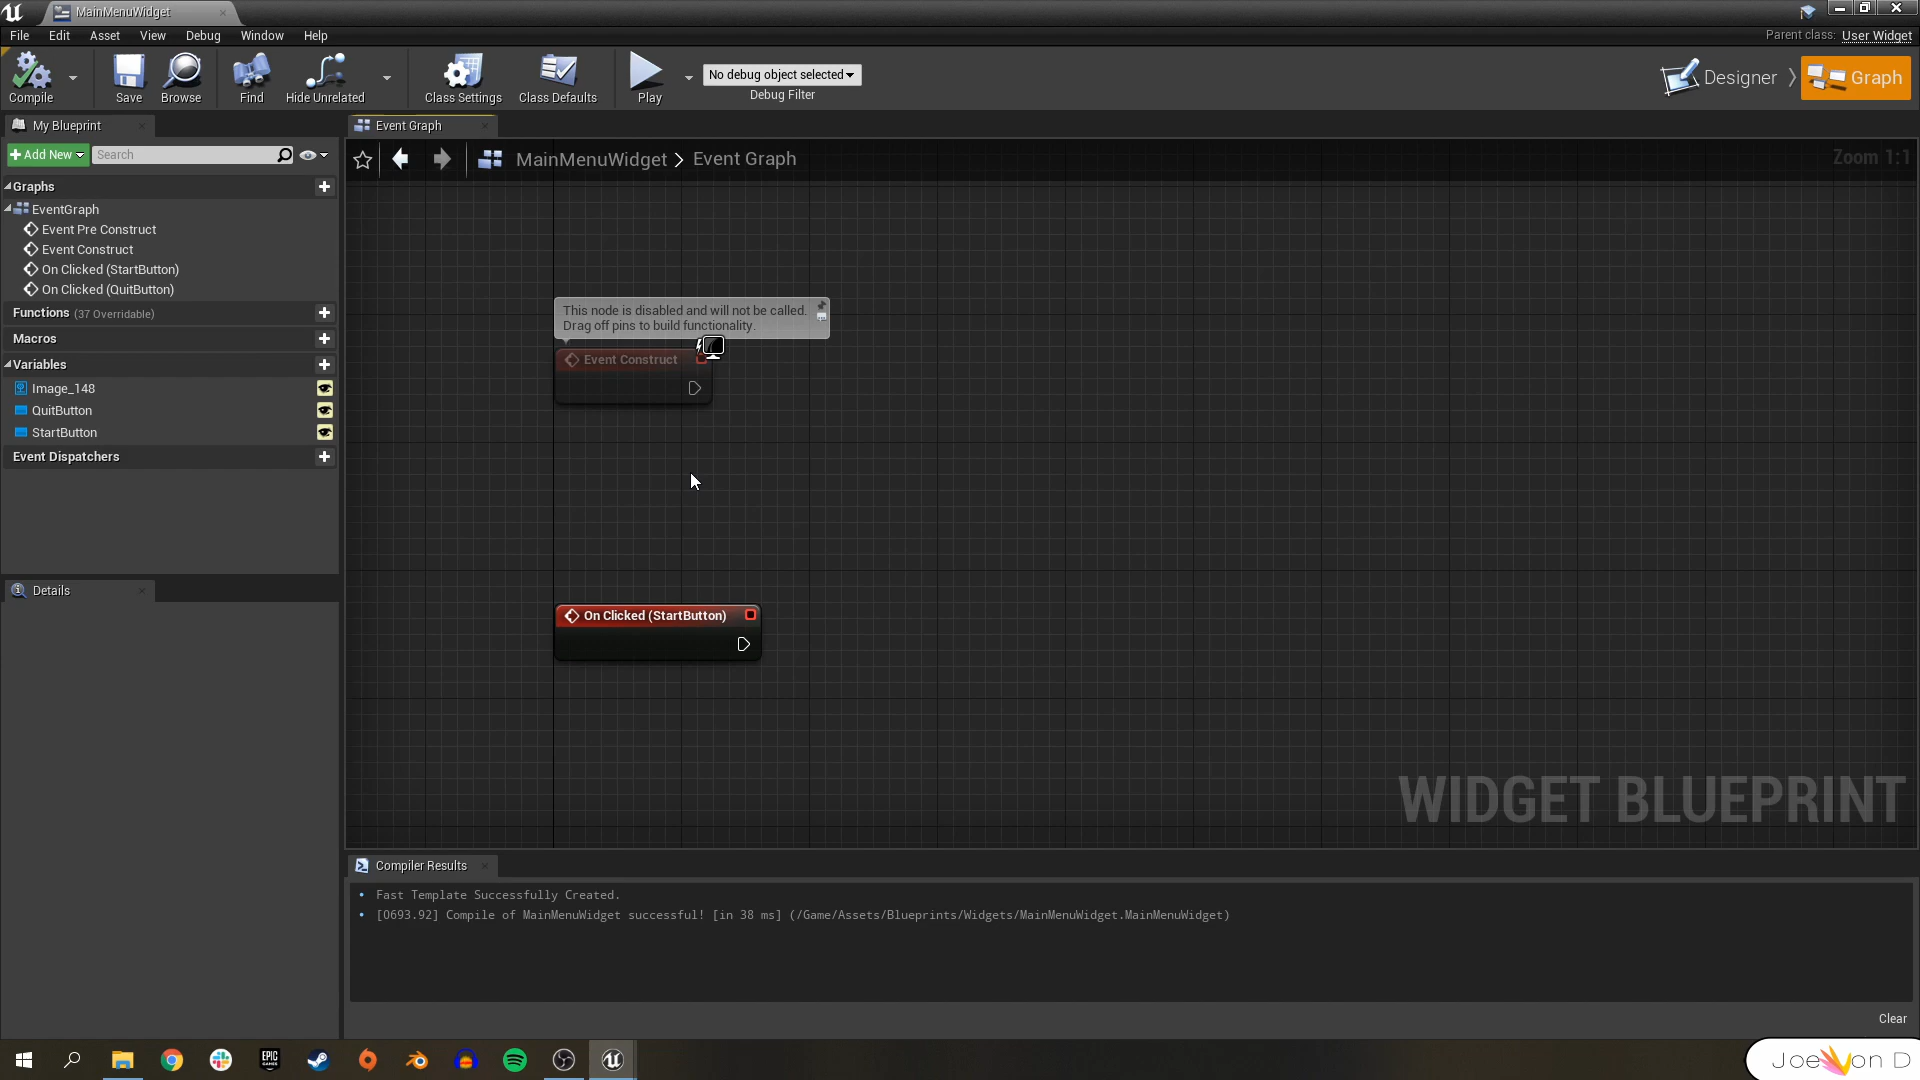 MainMenuWidget
File Edit Asset View Debug Window Help
Parent class: User Widget
Compile
Save
Browse
Find
Hide Unrelated
Class Settings
Class Defaults
Play
No debug object selected
Debug Filter
Designer
Graph
My Blueprint
Add New
Search
Graphs
EventGraph
Event Pre Construct
Event Construct
On Clicked (StartButton)
On Clicked (QuitButton)
Functions (37 Overridable)
Macros
Variables
Image_148
QuitButton
StartButton
Event Dispatchers
Details
Event Graph
MainMenuWidget > Event Graph
Zoom 1:1
This node is disabled and will not be called.
Drag off pins to build functionality.
Event Construct
On Clicked (StartButton)
WIDGET BLUEPRINT
Compiler Results
Fast Template Successfully Created.
[0693.92] Compile of MainMenuWidget successful! [in 38 ms] (/Game/Assets/Blueprints/Widgets/MainMenuWidget.MainMenuWidget)
Clear
EPIC
GAMES